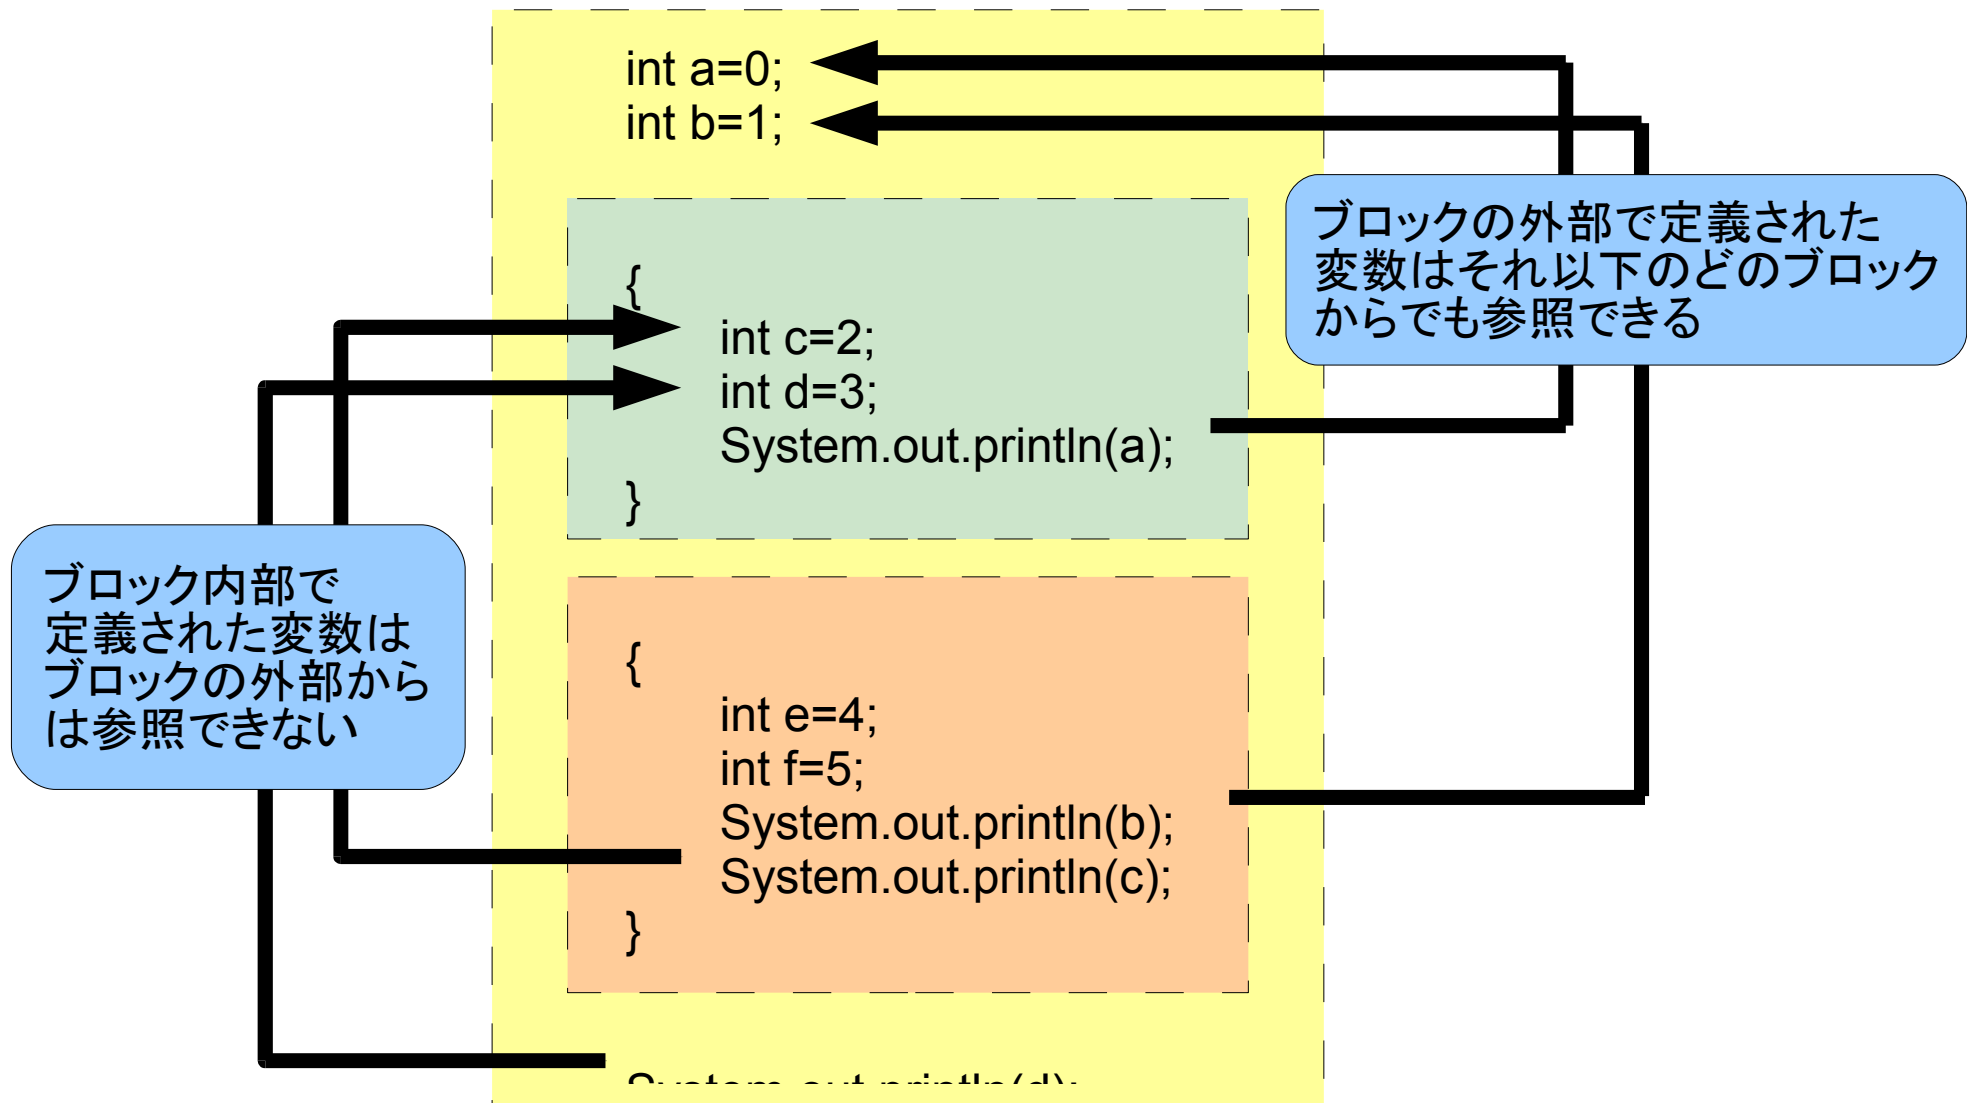 int a=0;
int b=1;
ブロックの外部で定義された
変数はそれ以下のどのブロック
からでも参照できる
{
int c=2;
int d=3;
System.out.println(a);
}
ブロック内部で
定義された変数は
ブロックの外部から
は参照できない
{
int e=4;
int f=5;
System.out.println(b);
System.out.println(c);
}
System.out.println(d);